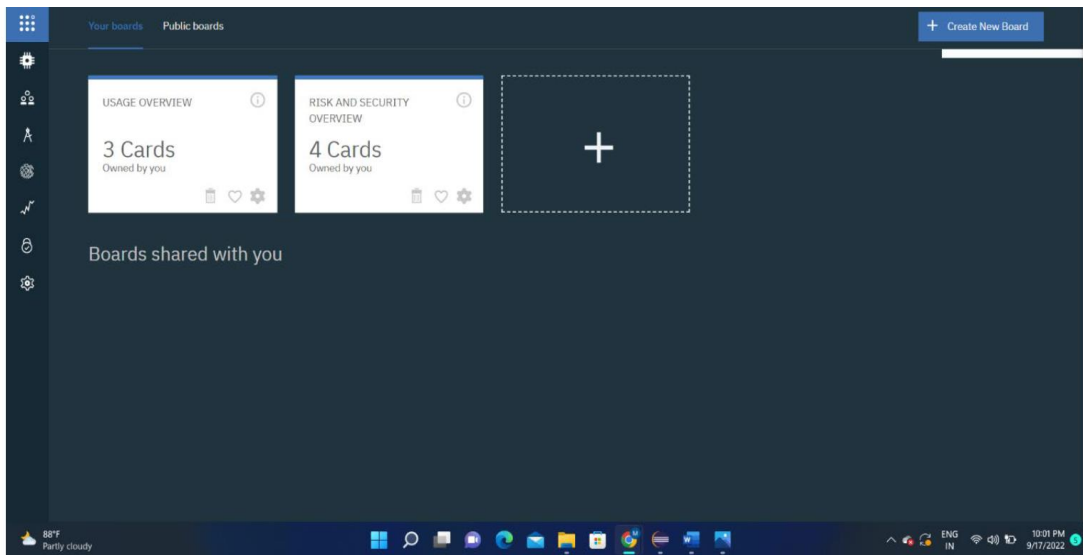 Your boards Public boards
+ Create New Board
USAGE OVERVIEW
3 Cards
Owned by you
RISK AND SECURITY
OVERVIEW
4 Cards
Owned by you
Boards shared with you
88°F
Partly cloudy
ENG
IN
10:01 PM
9/17/2022